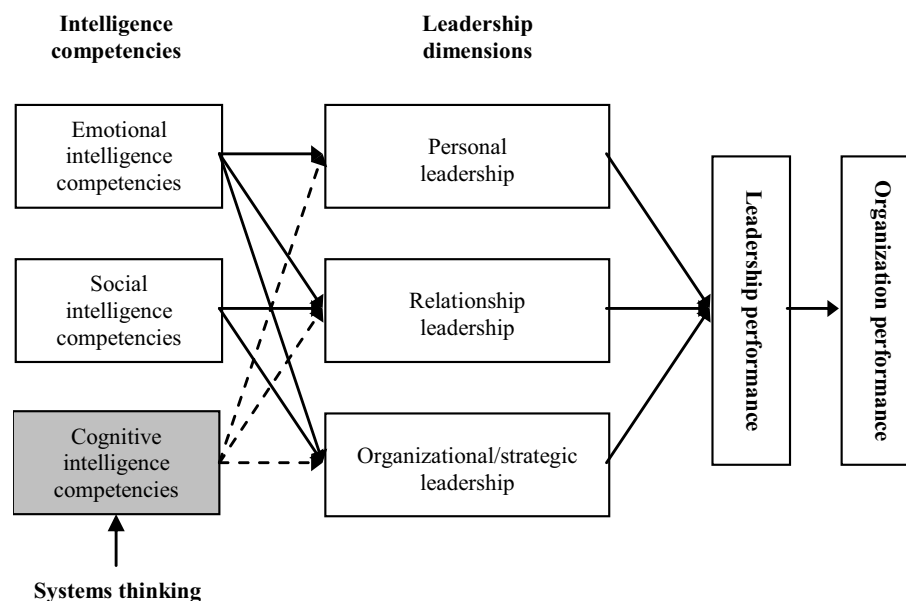 Intelligence
competencies
Leadership
dimensions
Emotional
intelligence
competencies
Personal
leadership
Social
intelligence
competencies
Relationship
leadership
Cognitive
intelligence
competencies
Organizational/strategic
leadership
Leadership performance
Organization performance
Systems thinking